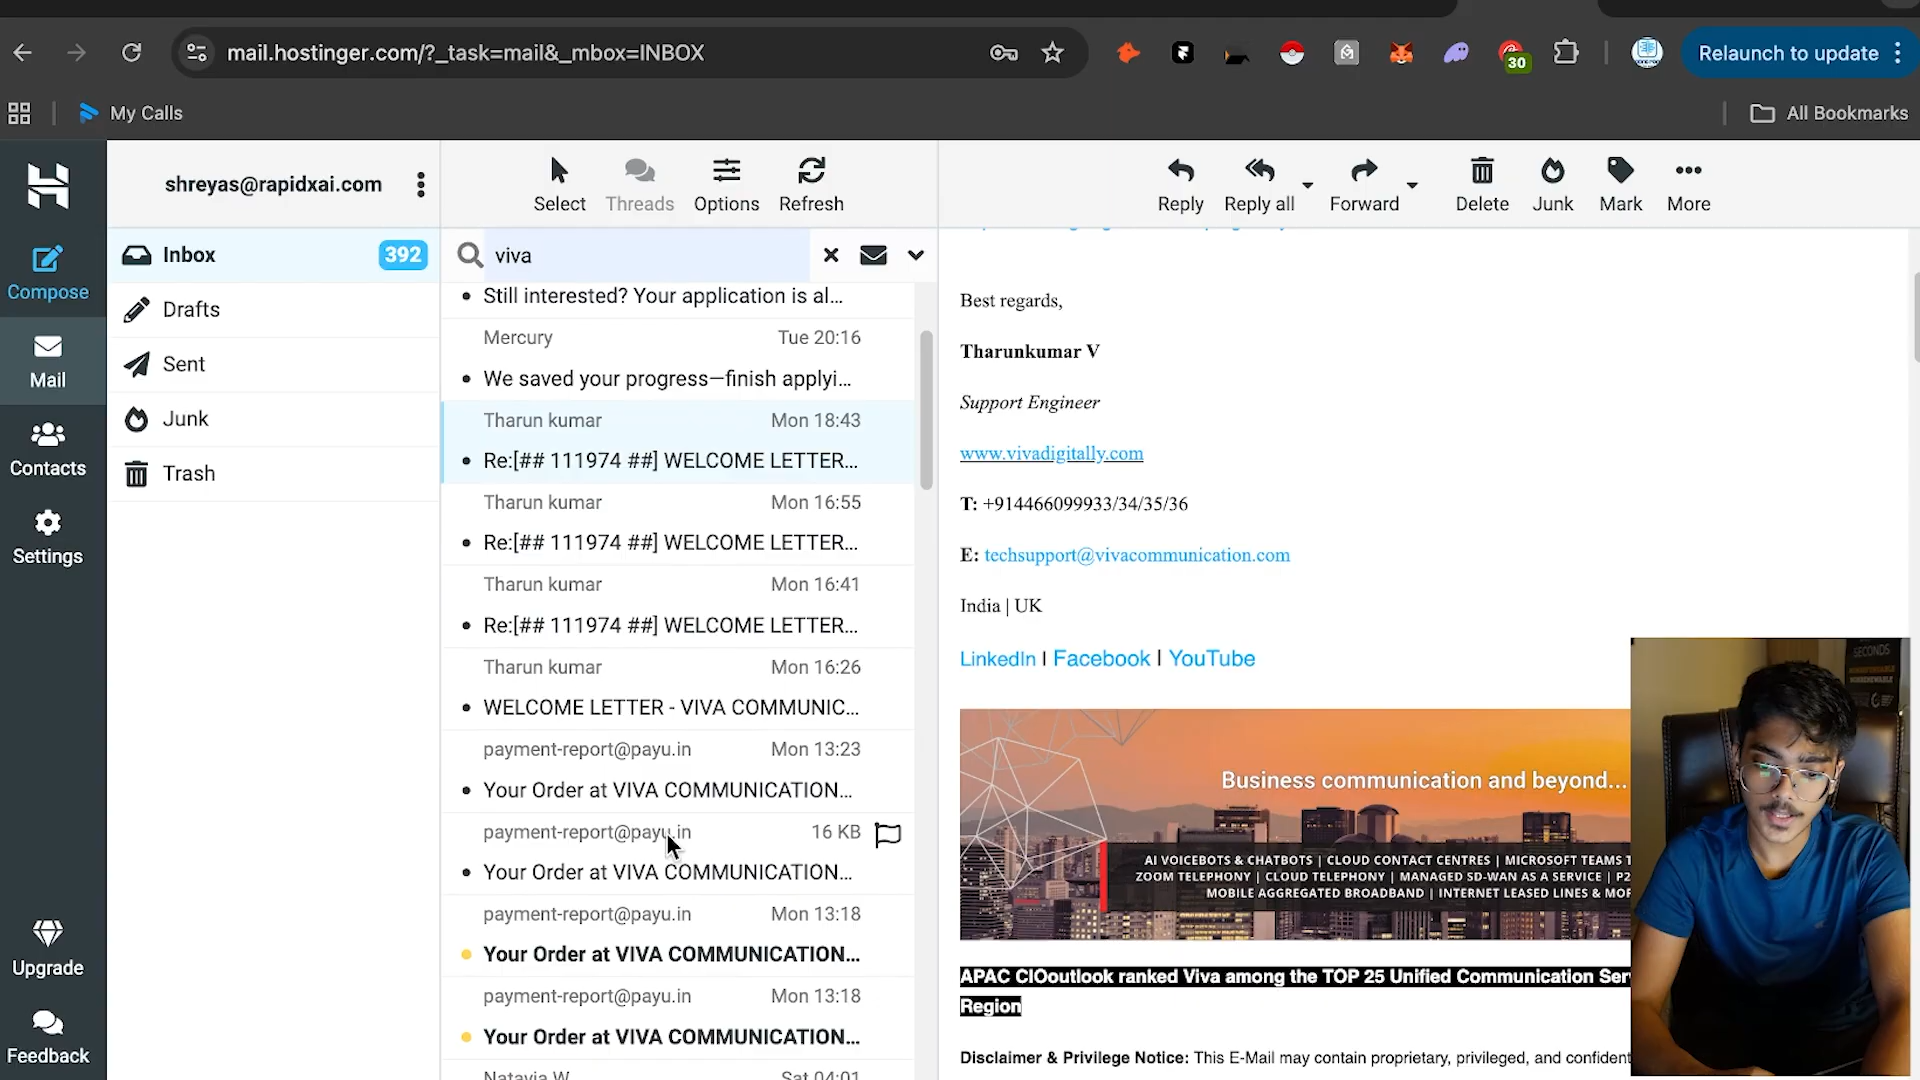 mail.hostinger.com/?_task=mail&_mbox=INBOX
30
Relaunch to update
My Calls
All Bookmarks
Compose
Mail
Contacts
Settings
Upgrade
Feedback
shreyas@rapidxai.com
Inbox
392
Drafts
Sent
Junk
Trash
Select
Threads
Options
Refresh
viva
Still interested? Your application is al...
Mercury
Tue 20:16
We saved your progress—finish applyi...
Tharun kumar
Mon 18:43
Re:[## 111974 ##] WELCOME LETTER...
Tharun kumar
Mon 16:55
Re:[## 111974 ##] WELCOME LETTER...
Tharun kumar
Mon 16:41
Re:[## 111974 ##] WELCOME LETTER...
Tharun kumar
Mon 16:26
WELCOME LETTER - VIVA COMMUNIC...
payment-report@payu.in
Mon 13:23
Your Order at VIVA COMMUNICATION...
payment-report@payu.in
16 KB
Your Order at VIVA COMMUNICATION...
payment-report@payu.in
Mon 13:18
Your Order at VIVA COMMUNICATION...
payment-report@payu.in
Mon 13:18
Your Order at VIVA COMMUNICATION...
Natavia W
Sat 04:01
Reply
Reply all
Forward
Delete
Junk
Mark
More
Best regards,
Tharunkumar V
Support Engineer
www.vivadigitally.com
T: +914466099933/34/35/36
E: techsupport@vivacommunication.com
India | UK
LinkedIn | Facebook | YouTube
Business communication and beyond...
AI VOICEBOTS & CHATBOTS | CLOUD CONTACT CENTRES | MICROSOFT TEAMS T
ZOOM TELEPHONY | CLOUD TELEPHONY | MANAGED SD-WAN AS A SERVICE | P2
MOBILE AGGREGATED BROADBAND | INTERNET LEASED LINES & MOR
APAC CIOoutlook ranked Viva among the TOP 25 Unified Communication Ser
Region
Disclaimer & Privilege Notice: This E-Mail may contain proprietary, privileged, and confident
SECONDS